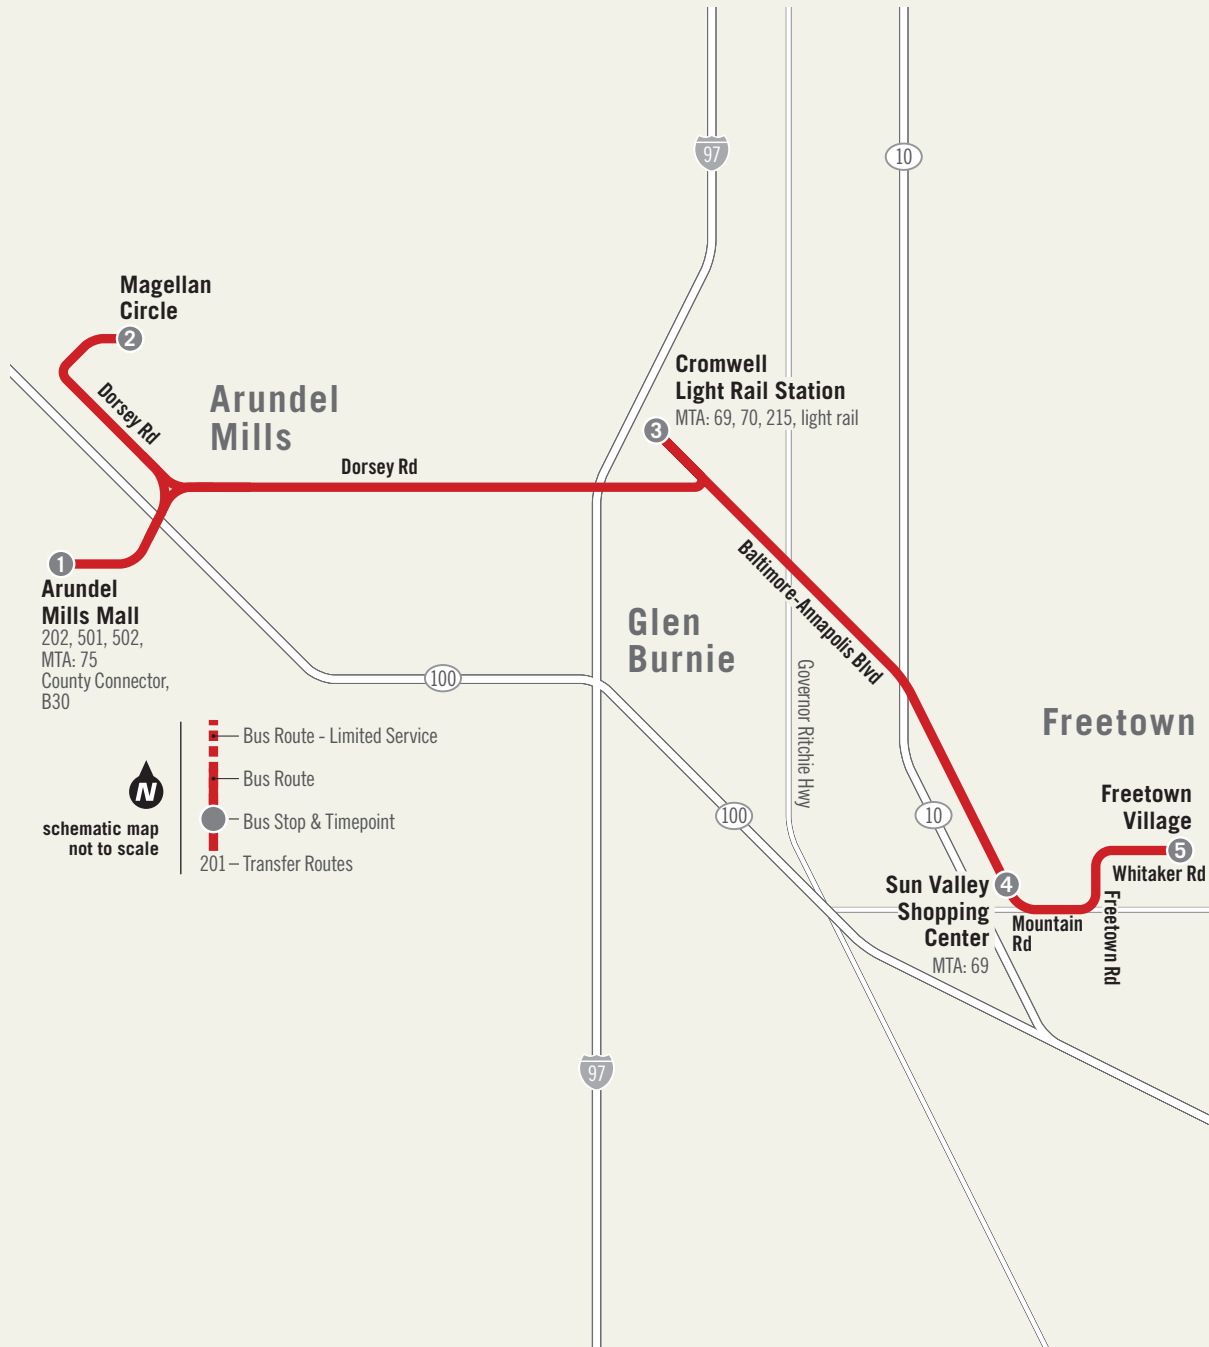 97
10
Magellan
Circle
2
Cromwell
Light Rail Station
MTA: 69, 70, 215, light rail
3
Arundel
Mills
Dorsey Rd
Dorsey Rd
1
Arundel
Mills Mall
202, 501, 502,
MTA: 75
County Connector,
B30
Baltimore-Annapolis Blvd
Glen
Burnie
Governor Ritchie Hwy
100
Freetown
Bus Route - Limited Service
Bus Route
Bus Stop & Timepoint
201 – Transfer Routes
N
schematic map
not to scale
100
10
Freetown
Village
5
Whitaker Rd
Sun Valley
Shopping
Center
MTA: 69
4
Mountain
Rd
Freetown Rd
97